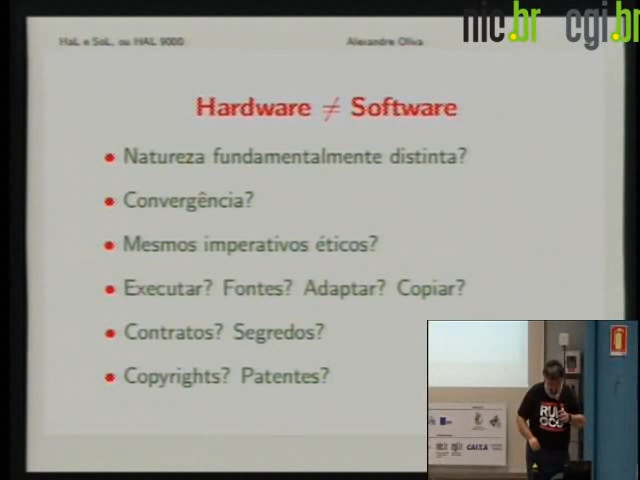 HaL e SoL, ou HAL 9000 Alexandre Oliva
nic.br cgi.br
Hardware ≠ Software
• Natureza fundamentalmente distinta?
• Convergência?
• Mesmos imperativos éticos?
• Executar? Fontes? Adaptar? Copiar?
• Contratos? Segredos?
• Copyrights? Patentes?
CAIXA